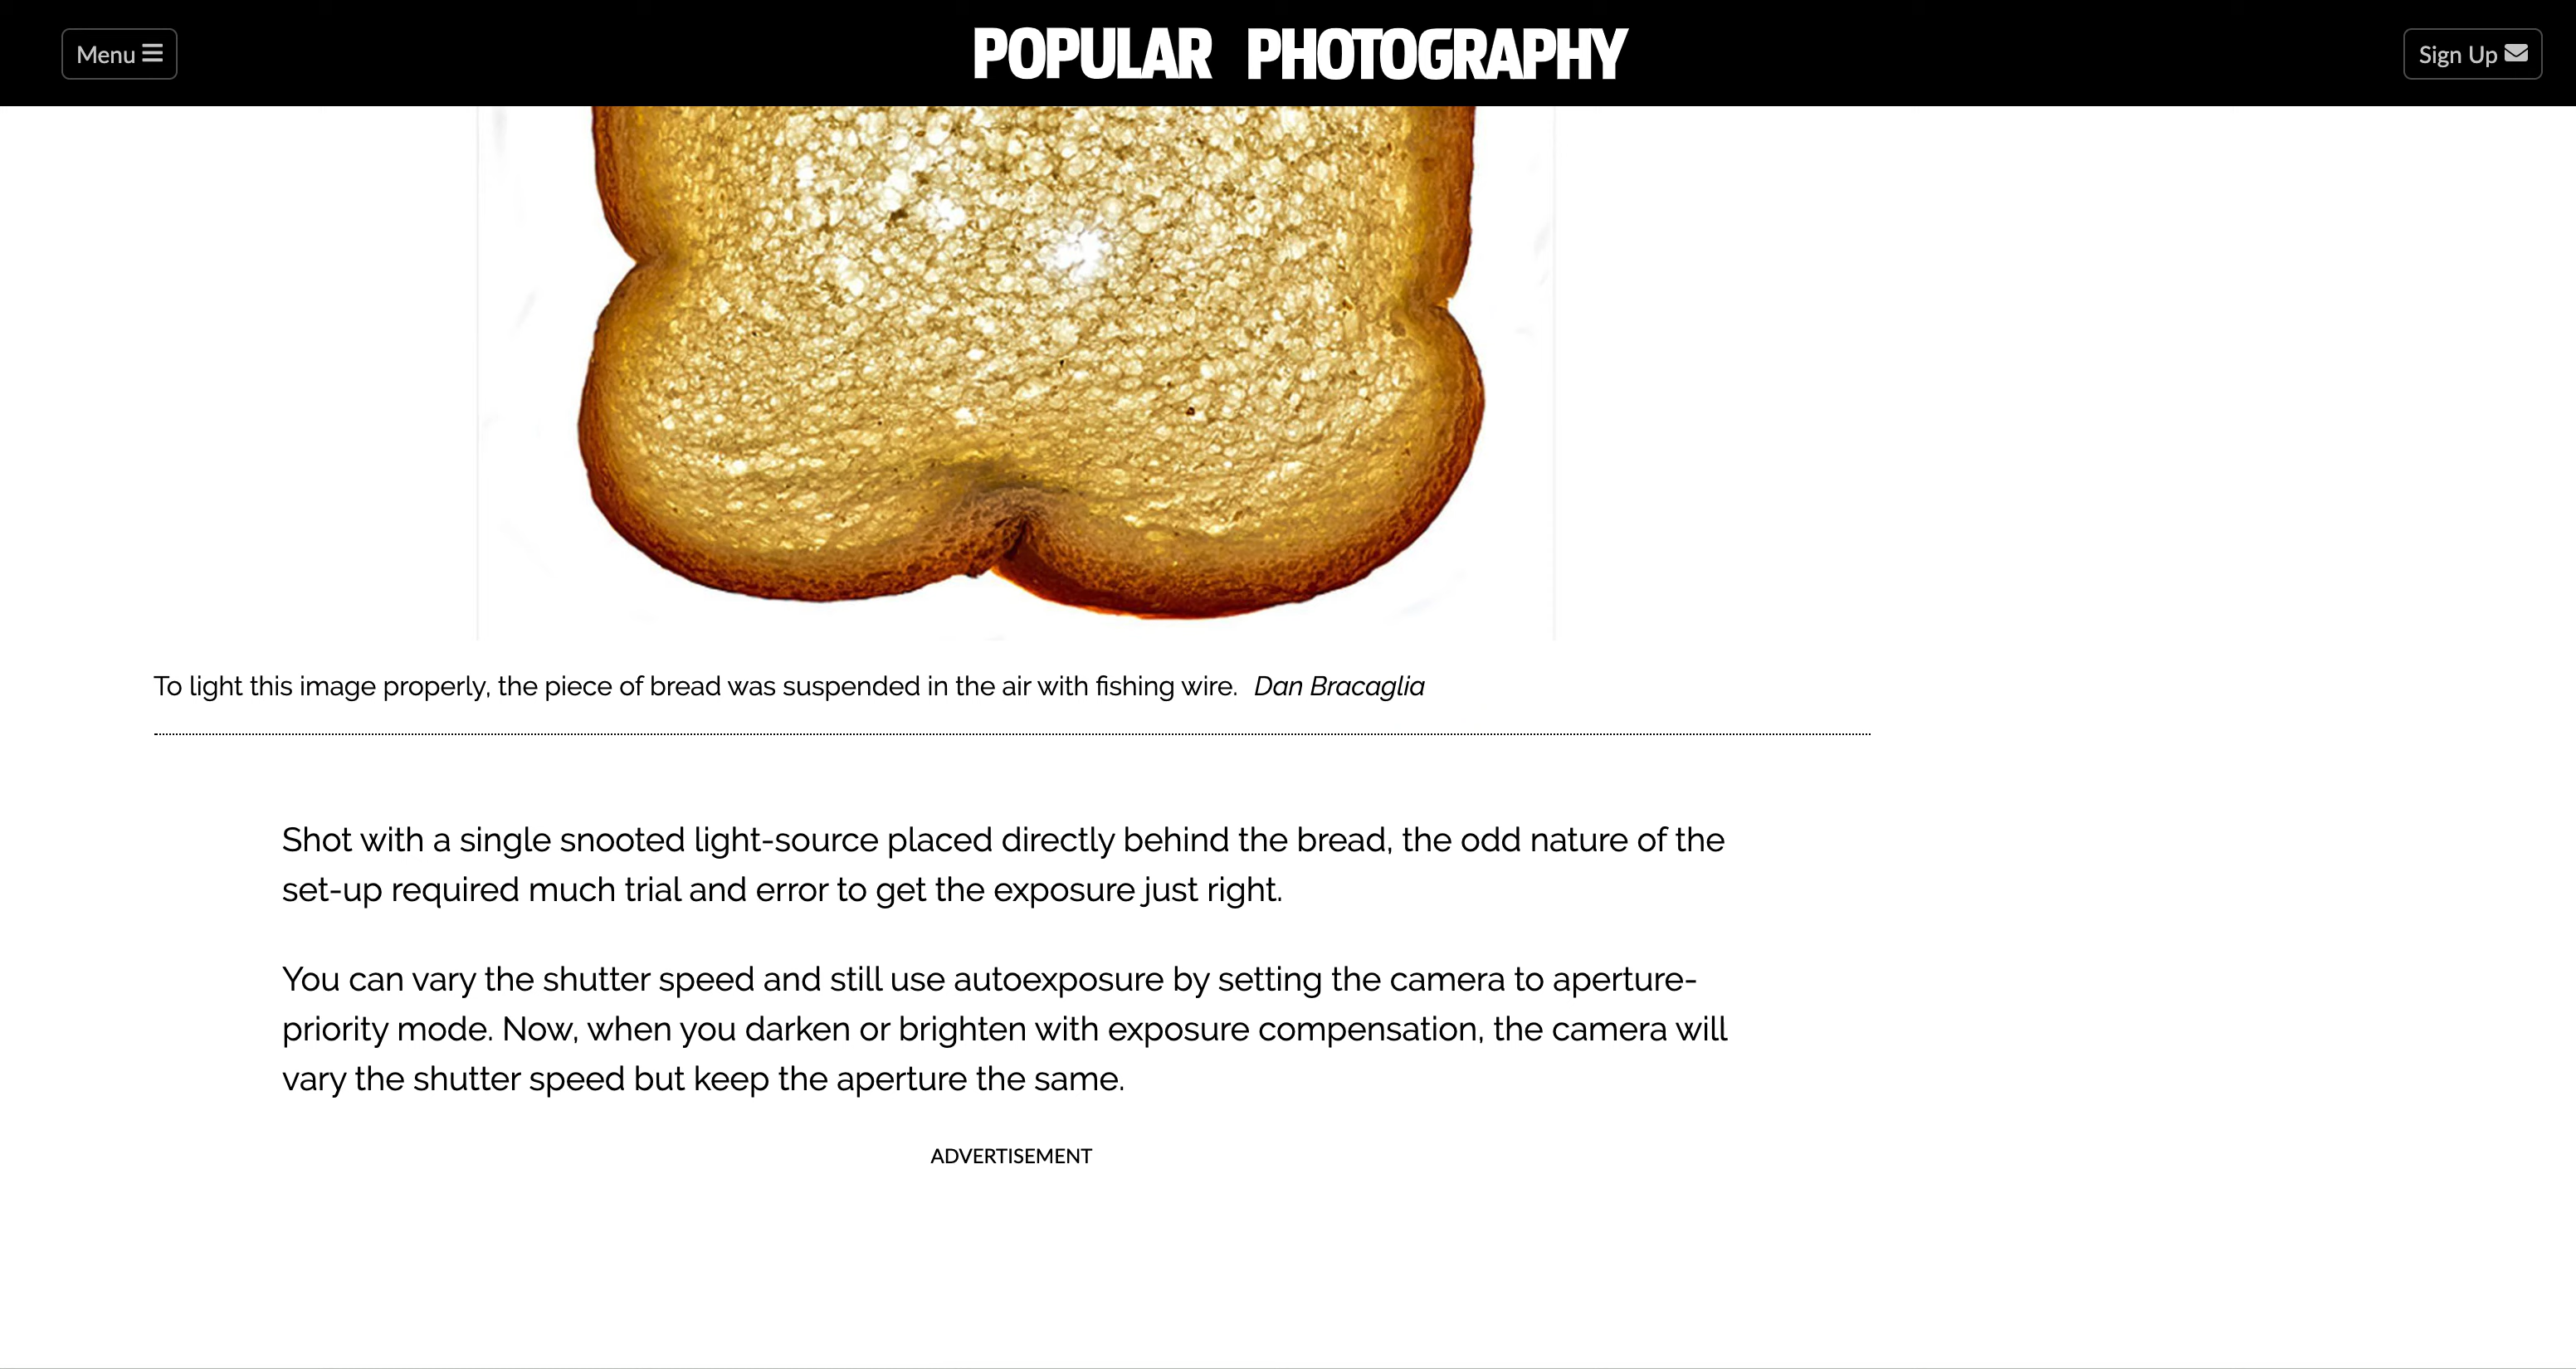 Menu
POPULAR PHOTOGRAPHY
Sign Up
To light this image properly, the piece of bread was suspended in the air with fishing wire. Dan Bracaglia
Shot with a single snooted light-source placed directly behind the bread, the odd nature of the
set-up required much trial and error to get the exposure just right.
You can vary the shutter speed and still use autoexposure by setting the camera to aperture-
priority mode. Now, when you darken or brighten with exposure compensation, the camera will
vary the shutter speed but keep the aperture the same.
ADVERTISEMENT